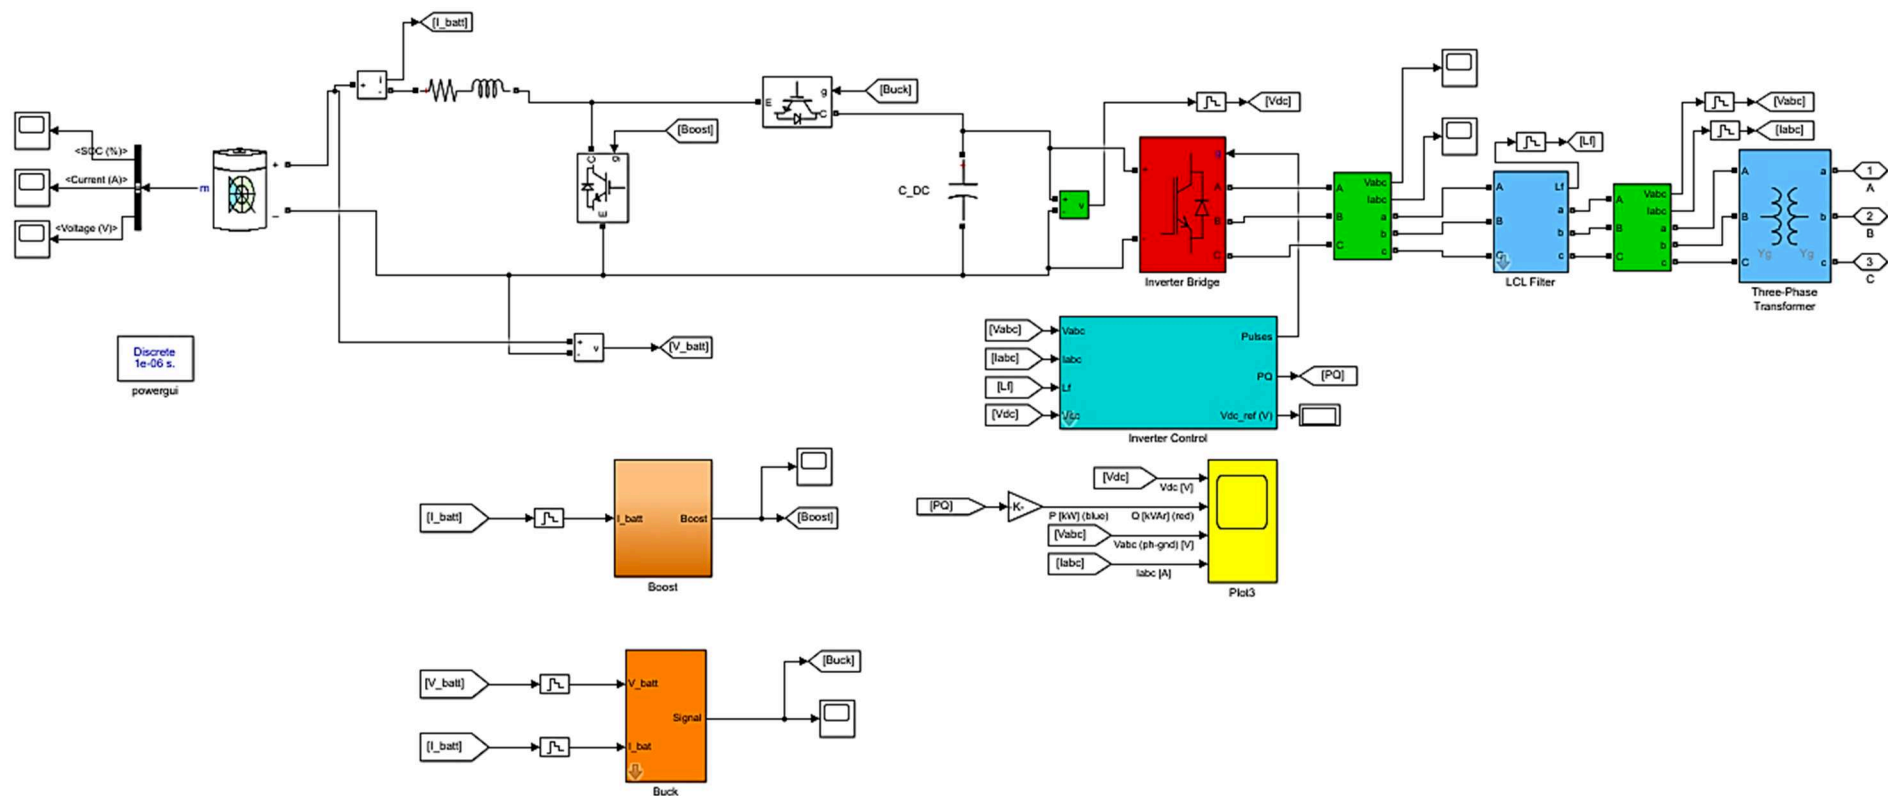 [I_batt]
i
+
-
[Buck]
g
E
C
[Vdc]
[Boost]
C
g
E
<SOC (%)>
<Current (A)>
<Voltage (V)>
m
+
_
C_DC
+
-
v
g
+
-
A
B
C
Inverter Bridge
A
B
C
Vabc
Iabc
a
b
c
[Lf]
A
B
C
Lf
a
b
c
LCL Filter
[Vabc]
[Iabc]
A
B
C
Vabc
Iabc
a
b
c
A
B
C
Yg
Yg
a
b
c
Three-Phase
Transformer
1
A
2
B
3
C
Discrete
1e-06 s.
powergui
+
-
v
[V_batt]
[Vabc]
[Iabc]
[Lf]
[Vdc]
Vabc
Iabc
Lf
Vdc
Pulses
PQ
Vdc_ref (V)
[PQ]
Inverter Control
[I_batt]
I_batt
Boost
[Boost]
Boost
[PQ]
-K-
P [kW] (blue)
Q [kVAr] (red)
[Vdc]
Vdc [V]
[Vabc]
Vabc (ph-gnd) [V]
[Iabc]
Iabc [A]
Plot3
[V_batt]
V_batt
[I_batt]
I_bat
Signal
[Buck]
Buck